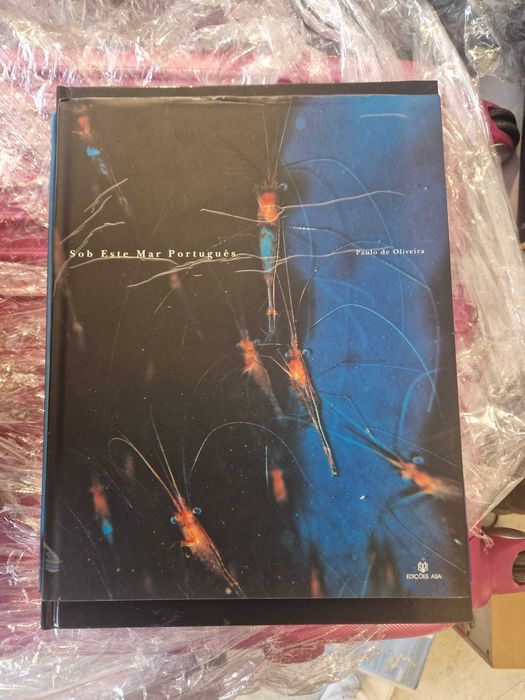 Sob Este Mar Português
Paulo de Oliveira
EDIÇÕES ASA